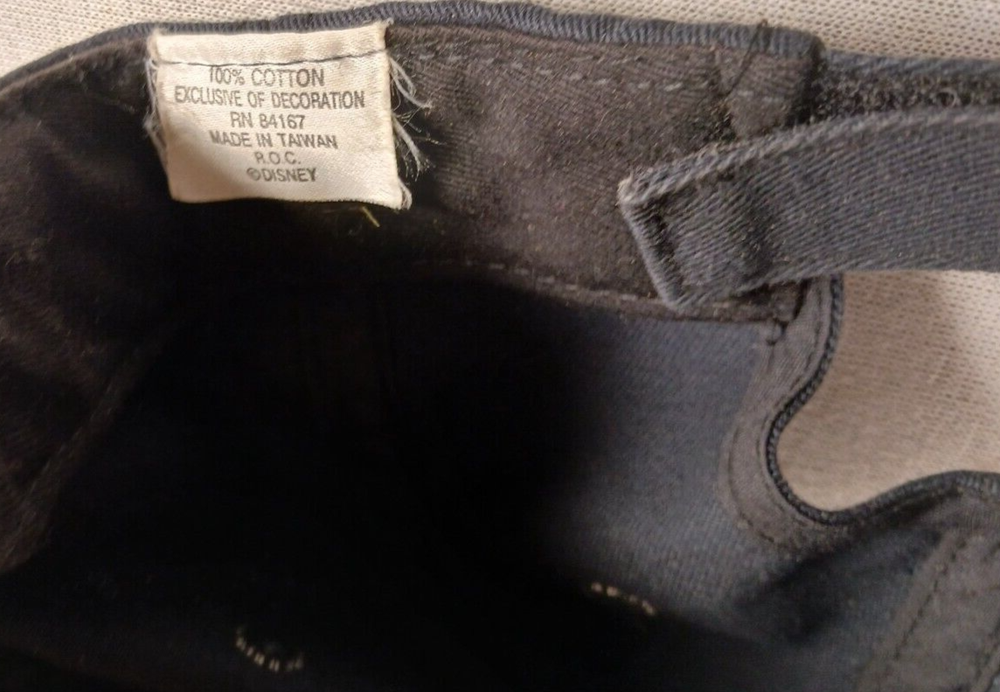 100% COTTON
EXCLUSIVE OF DECORATION
RN 84167
MADE IN TAIWAN
R.O.C.
©DISNEY